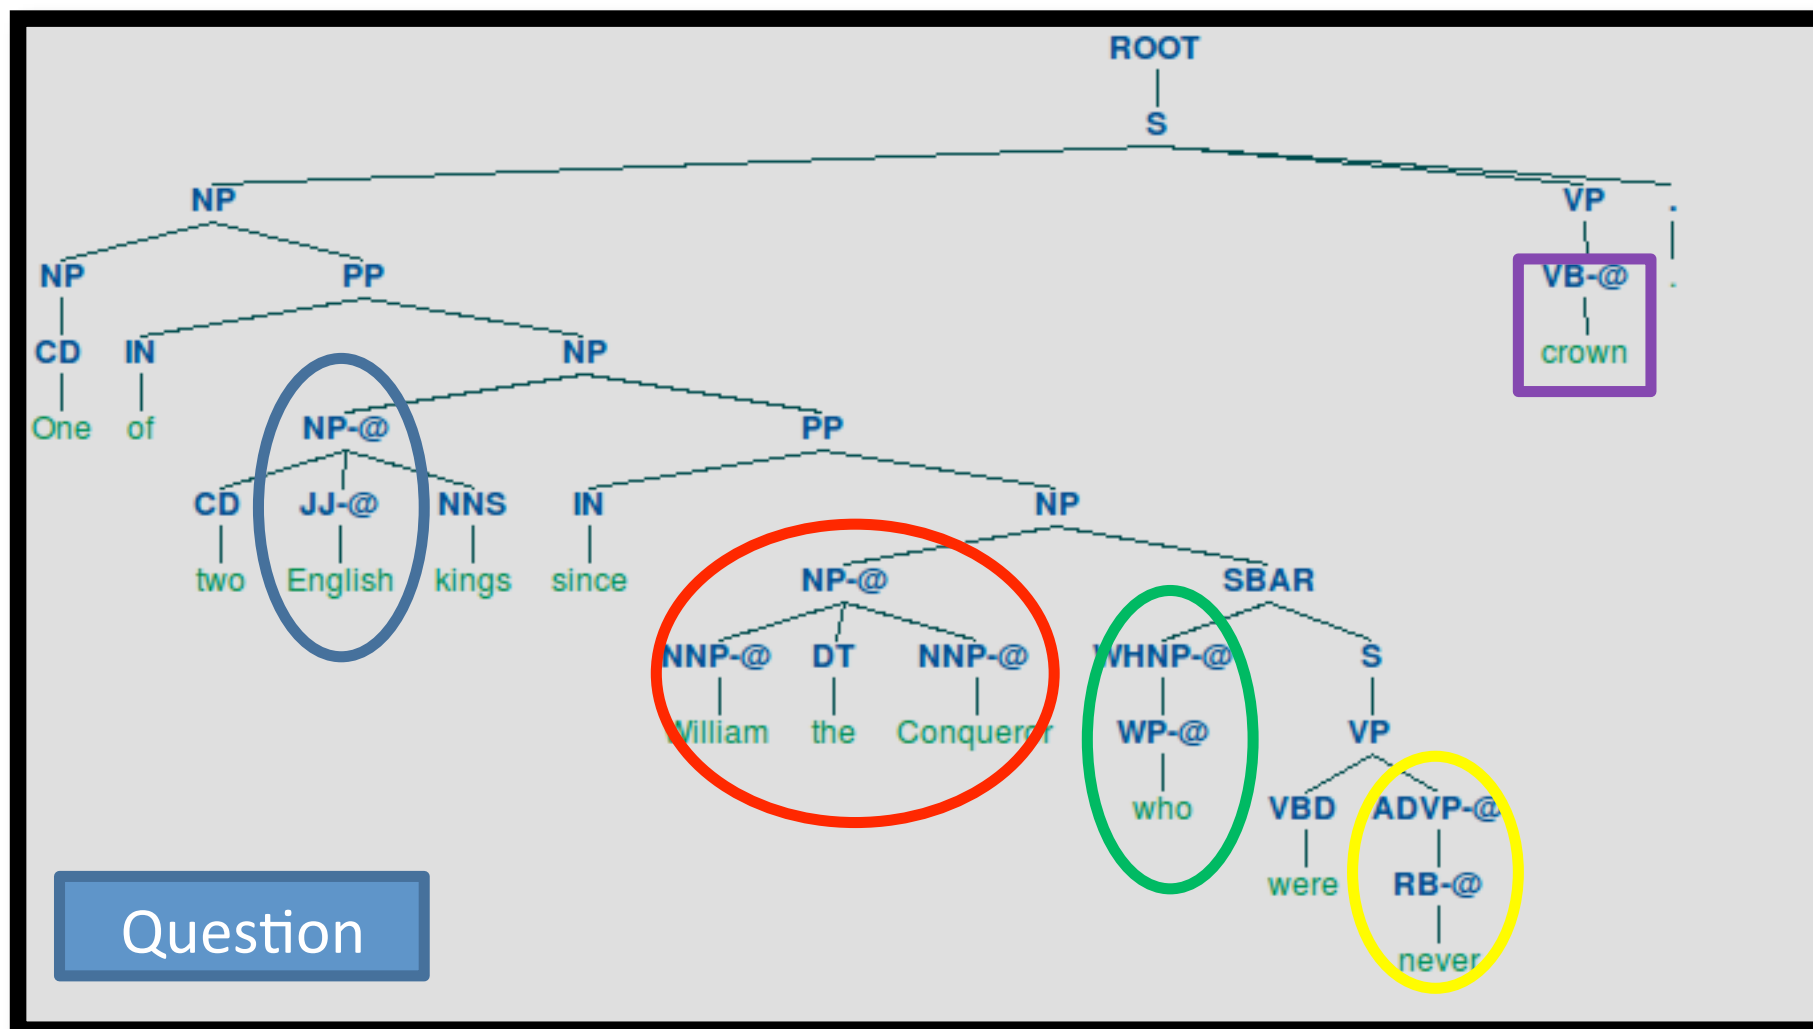 ROOT
S
NP VP .
NP PP VB-@ .
CD IN NP crown
One of NP-@ PP
CD JJ-@ NNS IN NP
two English kings since NP-@ SBAR
NNP-@ DT NNP-@ WHNP-@ S
William the Conqueror WP-@ VP
who VBD ADVP-@
were RB-@
Question
never